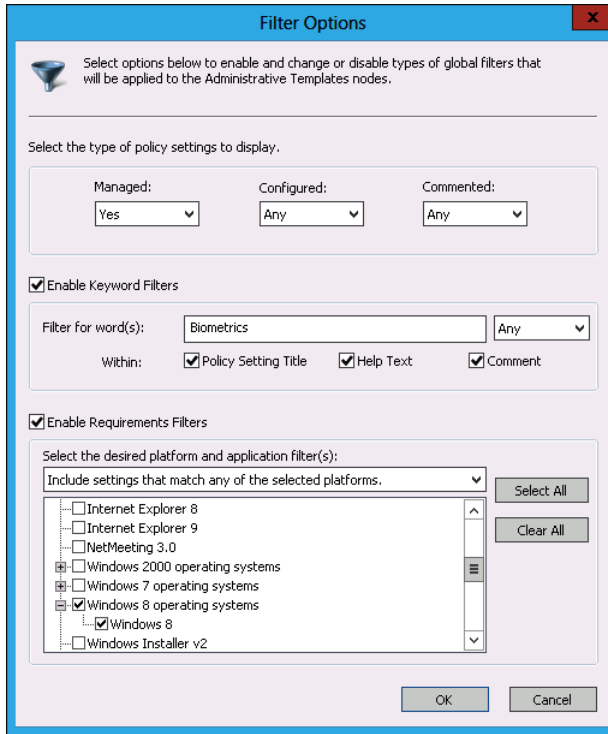 Filter Options
x
Select options below to enable and change or disable types of global filters that
will be applied to the Administrative Templates nodes.
Select the type of policy settings to display.
Managed: Configured: Commented:
Yes Any Any
Enable Keyword Filters
Filter for word(s): Biometrics Any
Within: Policy Setting Title Help Text Comment
Enable Requirements Filters
Select the desired platform and application filter(s):
Include settings that match any of the selected platforms.
Select All
Internet Explorer 8
Internet Explorer 9
Clear All
NetMeeting 3.0
Windows 2000 operating systems
Windows 7 operating systems
Windows 8 operating systems
Windows 8
Windows Installer v2
OK Cancel